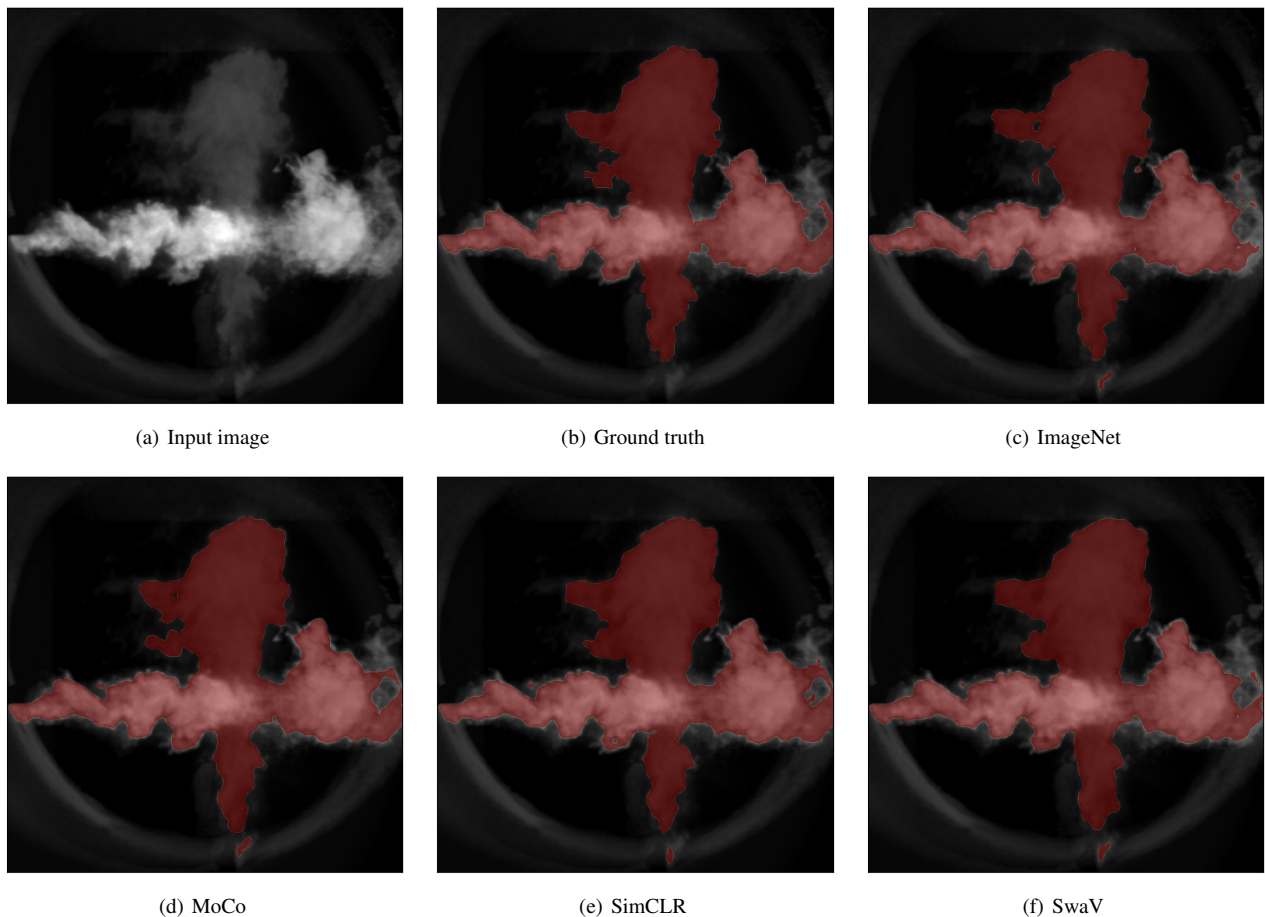 (a) Input image
(b) Ground truth
(c) ImageNet
(d) MoCo
(e) SimCLR
(f) SwaV